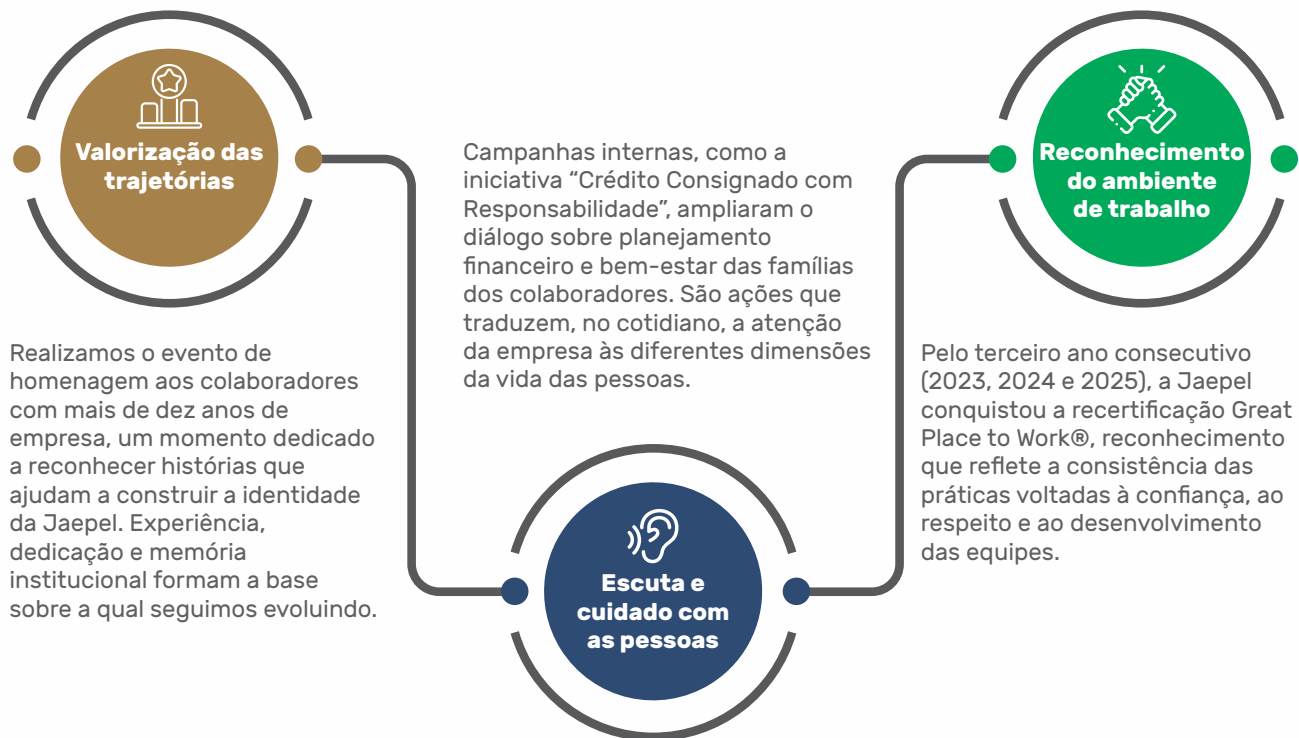 Valorização das
trajetórias
Realizamos o evento de
homenagem aos colaboradores
com mais de dez anos de
empresa, um momento dedicado
a reconhecer histórias que
ajudam a construir a identidade
da Jaepel. Experiência,
dedicação e memória
institucional formam a base
sobre a qual seguimos evoluindo.
Campanhas internas, como a
iniciativa “Crédito Consignado com
Responsabilidade”, ampliaram o
diálogo sobre planejamento
financeiro e bem-estar das famílias
dos colaboradores. São ações que
traduzem, no cotidiano, a atenção
da empresa às diferentes dimensões
da vida das pessoas.
Escuta e
cuidado com
as pessoas
Reconhecimento
do ambiente
de trabalho
Pelo terceiro ano consecutivo
(2023, 2024 e 2025), a Jaepel
conquistou a recertificação Great
Place to Work®, reconhecimento
que reflete a consistência das
práticas voltadas à confiança, ao
respeito e ao desenvolvimento
das equipes.